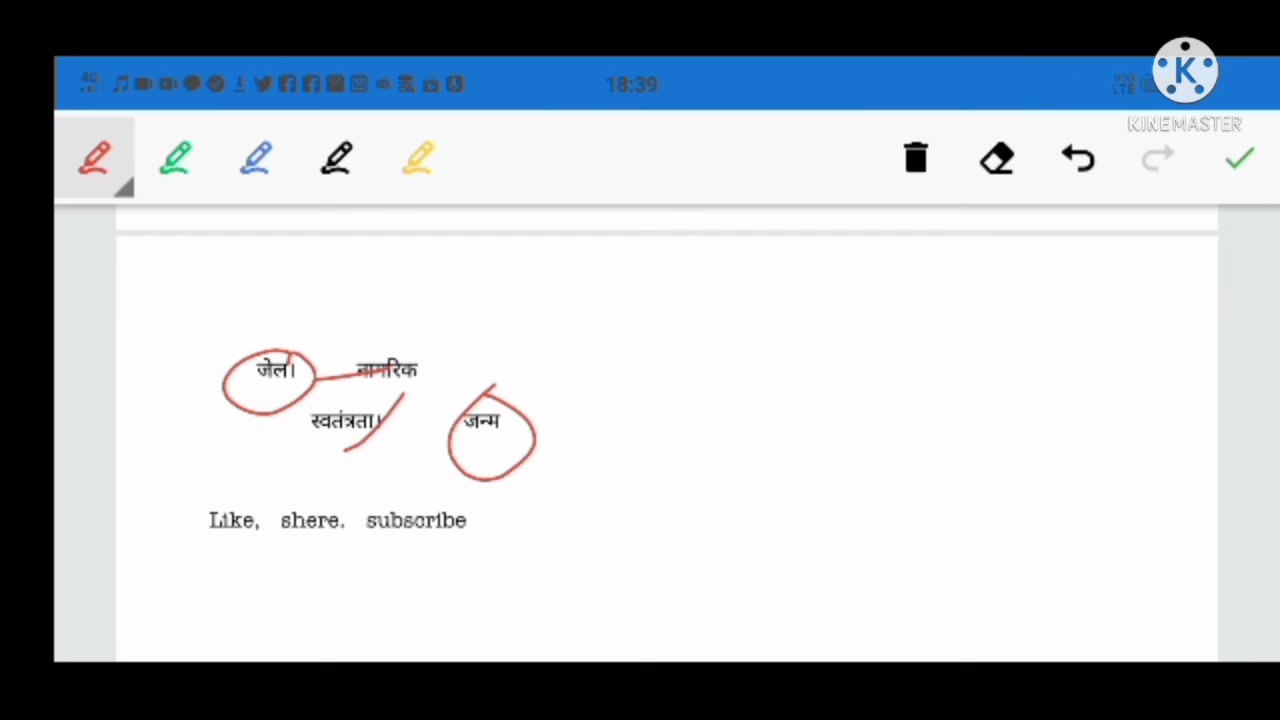 18:39
KINEMASTER
जेल। नागरिक
स्वतंत्रता। जन्म
Like, shere. subscribe